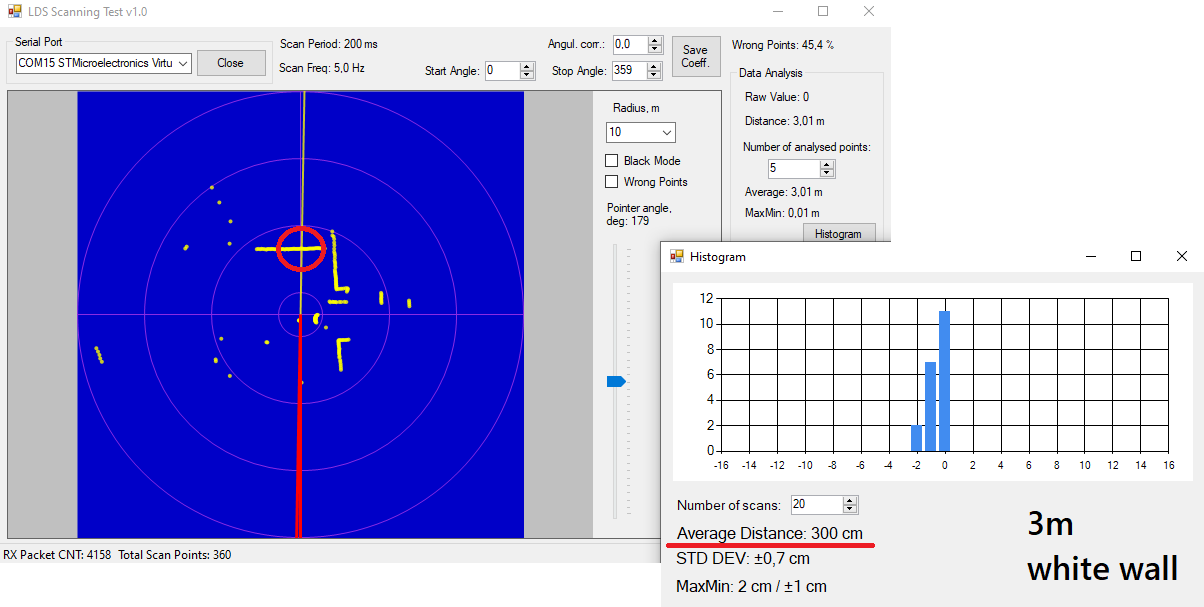 LDS Scanning Test v1.0
Serial Port
COM15 STMicroelectronics Virtu
Close
Scan Period: 200 ms
Scan Freq: 5,0 Hz
Angul. corr.: 0,0
Start Angle: 0
Stop Angle: 359
Save
Coeff.
Wrong Points: 45,4 %
Data Analysis
Raw Value: 0
Distance: 3,01 m
Number of analysed points:
5
Average: 3,01 m
MaxMin: 0,01 m
Histogram
Radius, m
10
Black Mode
Wrong Points
Pointer angle,
deg: 179
RX Packet CNT: 4158 Total Scan Points: 360
Histogram
12
10
8
6
4
2
0
-16 -14 -12 -10 -8 -6 -4 -2 0 2 4 6 8 10 12 14 16
Number of scans: 20
Average Distance: 300 cm
STD DEV: ±0,7 cm
MaxMin: 2 cm / ±1 cm
3m
white wall